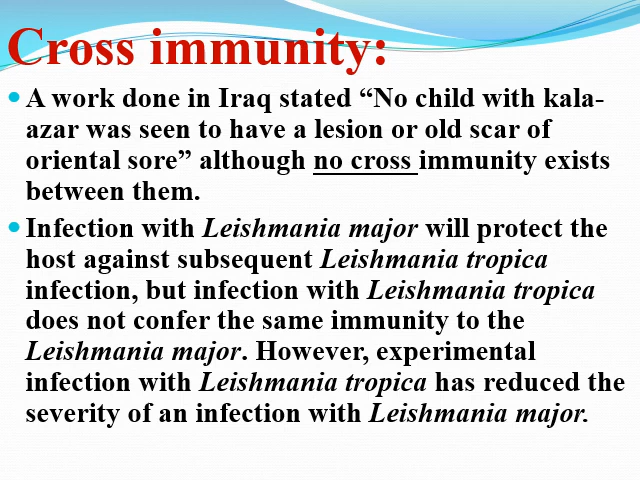 Cross immunity:
• A work done in Iraq stated “No child with kala-
azar was seen to have a lesion or old scar of
oriental sore” although no cross immunity exists
between them.
• Infection with Leishmania major will protect the
host against subsequent Leishmania tropica
infection, but infection with Leishmania tropica
does not confer the same immunity to the
Leishmania major. However, experimental
infection with Leishmania tropica has reduced the
severity of an infection with Leishmania major.